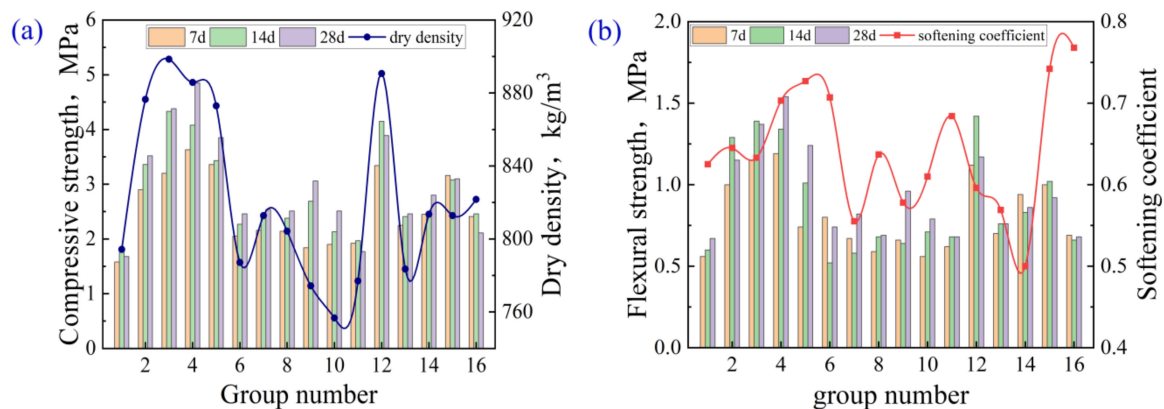 (a)
Compressive strength, MPa
7d 14d 28d dry density
6
5
4
3
2
1
0
920
880
840
800
760
Dry density, kg/m³
2 4 6 8 10 12 14 16
Group number
(b)
Flexural strength, MPa
7d 14d 28d softening coefficient
2.0
1.5
1.0
0.5
0.0
0.8
0.7
0.6
0.5
0.4
Softening coefficient
2 4 6 8 10 12 14 16
group number